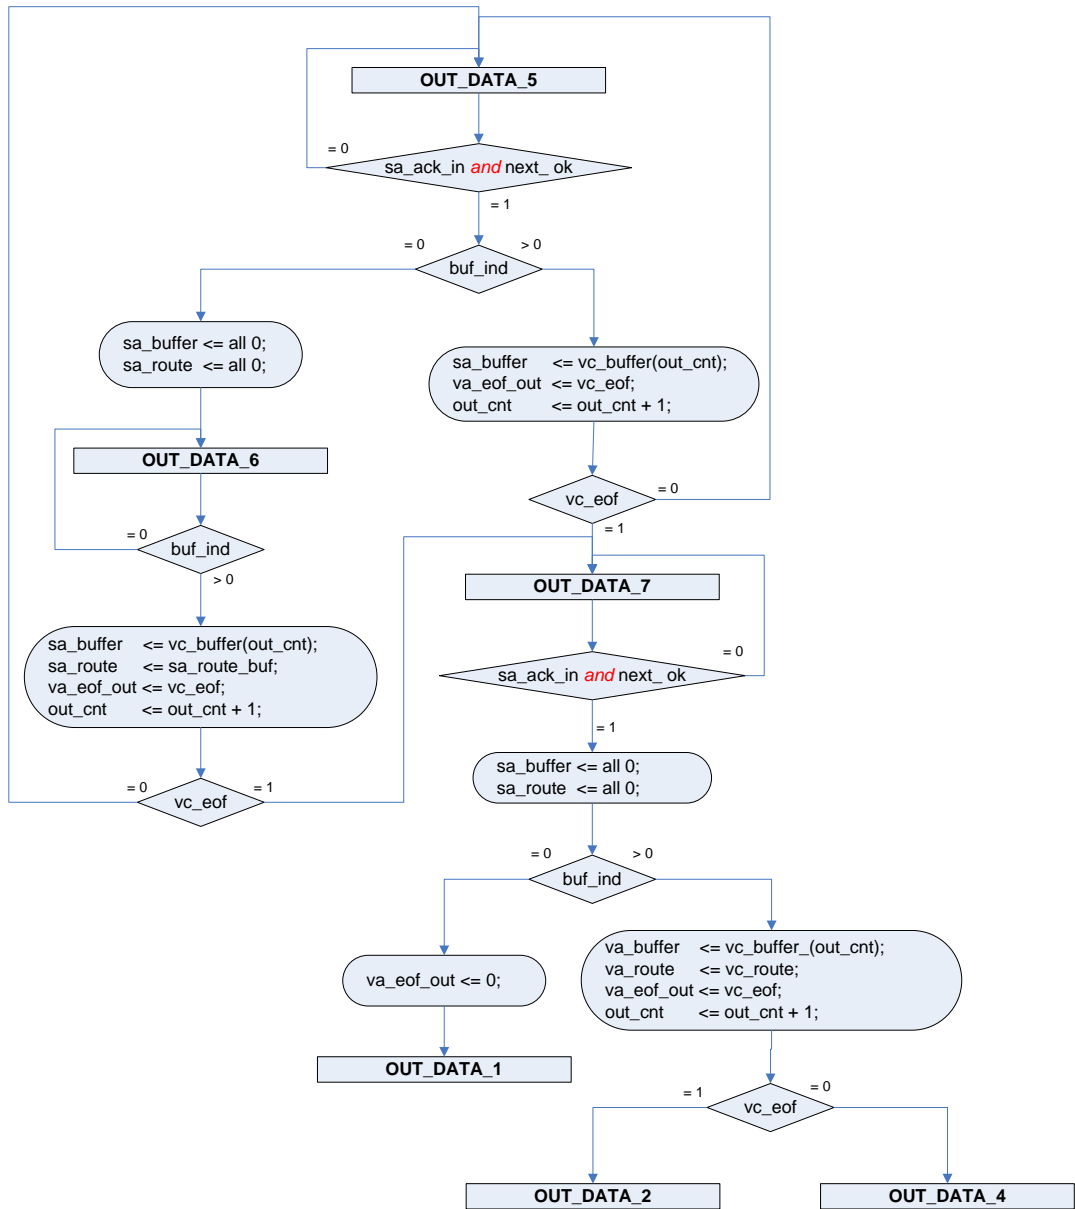 OUT_DATA_5
= 0
sa_ack_in and next_ ok
= 1
= 0
> 0
buf_ind
sa_buffer <= all 0;
sa_route <= all 0;
sa_buffer <= vc_buffer(out_cnt);
va_eof_out <= vc_eof;
out_cnt <= out_cnt + 1;
OUT_DATA_6
vc_eof
= 0
= 1
= 0
buf_ind
> 0
OUT_DATA_7
sa_buffer <= vc_buffer(out_cnt);
sa_route <= sa_route_buf;
va_eof_out <= vc_eof;
out_cnt <= out_cnt + 1;
= 0
sa_ack_in and next_ ok
= 1
= 0
= 1
vc_eof
sa_buffer <= all 0;
sa_route <= all 0;
= 0
> 0
buf_ind
va_eof_out <= 0;
va_buffer <= vc_buffer_(out_cnt);
va_route <= vc_route;
va_eof_out <= vc_eof;
out_cnt <= out_cnt + 1;
OUT_DATA_1
= 1
= 0
vc_eof
OUT_DATA_2
OUT_DATA_4